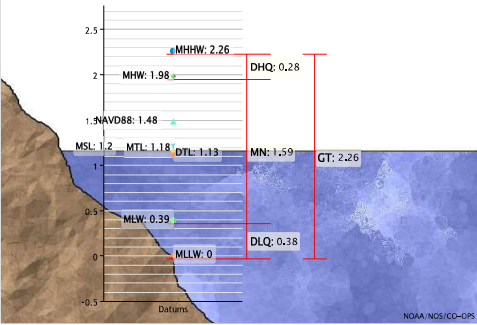 2.5
MHHW: 2.26
DHQ: 0.28
2
MHW: 1.98
1.5
NAVD88: 1.48
MSL: 1.2
MTL: 1.18
DTL: 1.13
MN: 1.59
GT: 2.26
1
0.5
MLW: 0.39
DLQ: 0.38
0
MLLW: 0
-0.5
Datums
NOAA/NOS/CO-OPS